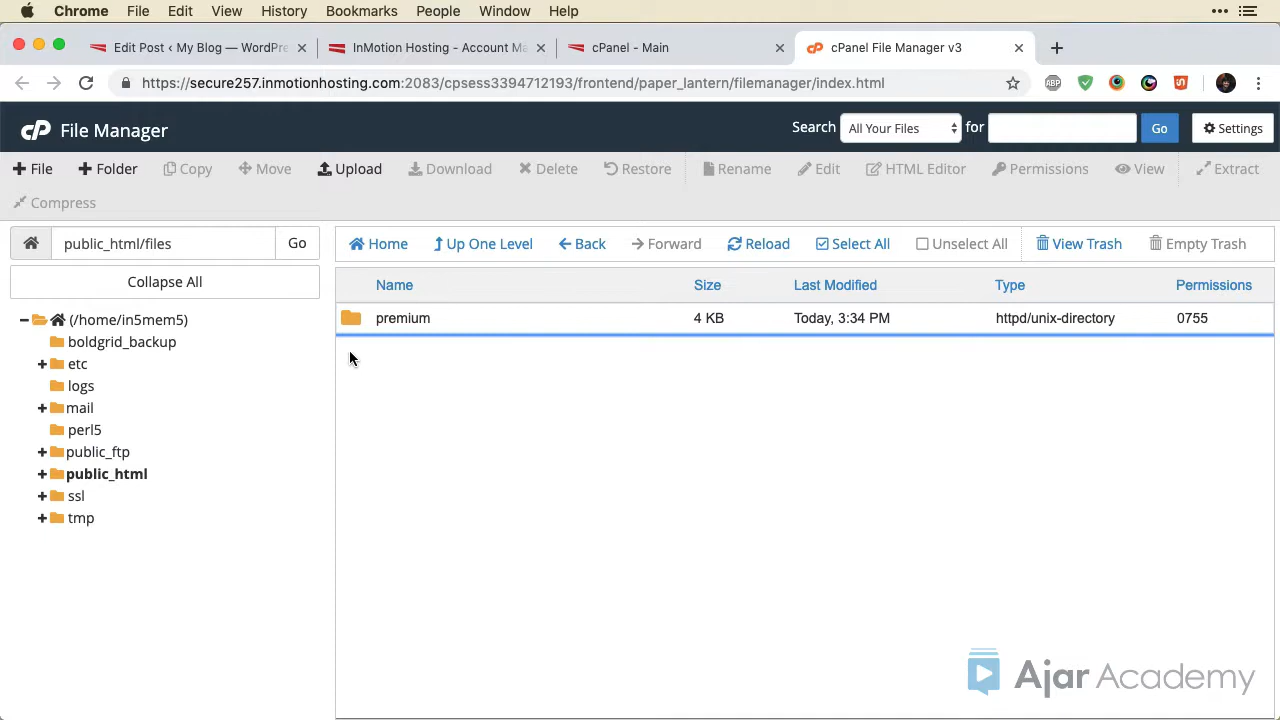 Chrome File Edit View History Bookmarks People Window Help
Edit Post ‹ My Blog — WordPre InMotion Hosting - Account Ma cPanel - Main cPanel File Manager v3
https://secure257.inmotionhosting.com:2083/cpsess3394712193/frontend/paper_lantern/filemanager/index.html ABP
cP File Manager Search All Your Files for Go Settings
File Folder Copy Move Upload Download Delete Restore Rename Edit HTML Editor Permissions View Extract
Compress
public_html/files Go Home Up One Level Back Forward Reload Select All Unselect All View Trash Empty Trash
Collapse All
Name Size Last Modified Type Permissions
premium 4 KB Today, 3:34 PM httpd/unix-directory 0755
(/home/in5mem5)
boldgrid_backup
etc
logs
mail
perl5
public_ftp
public_html
ssl
tmp
Ajar Academy